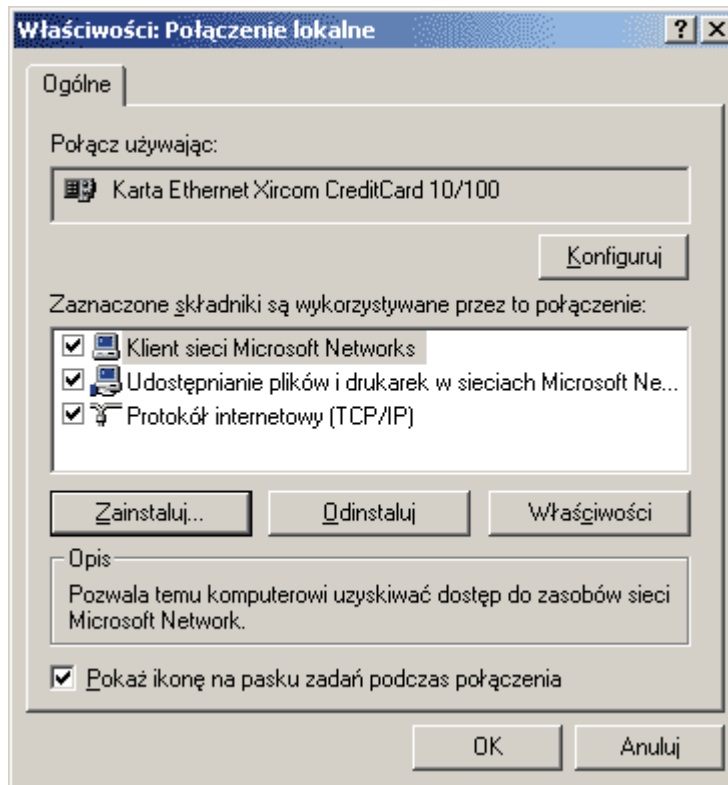 Właściwości: Połączenie lokalne
Ogólne
Połącz używając:
Karta Ethernet Xircom CreditCard 10/100
Konfiguruj
Zaznaczone składniki są wykorzystywane przez to połączenie:
Klient sieci Microsoft Networks
Udostępnianie plików i drukarek w sieciach Microsoft Ne...
Protokół internetowy (TCP/IP)
Zainstaluj... Odinstaluj Właściwości
Opis
Pozwala temu komputerowi uzyskiwać dostęp do zasobów sieci
Microsoft Network.
Pokaż ikonę na pasku zadań podczas połączenia
OK Anuluj